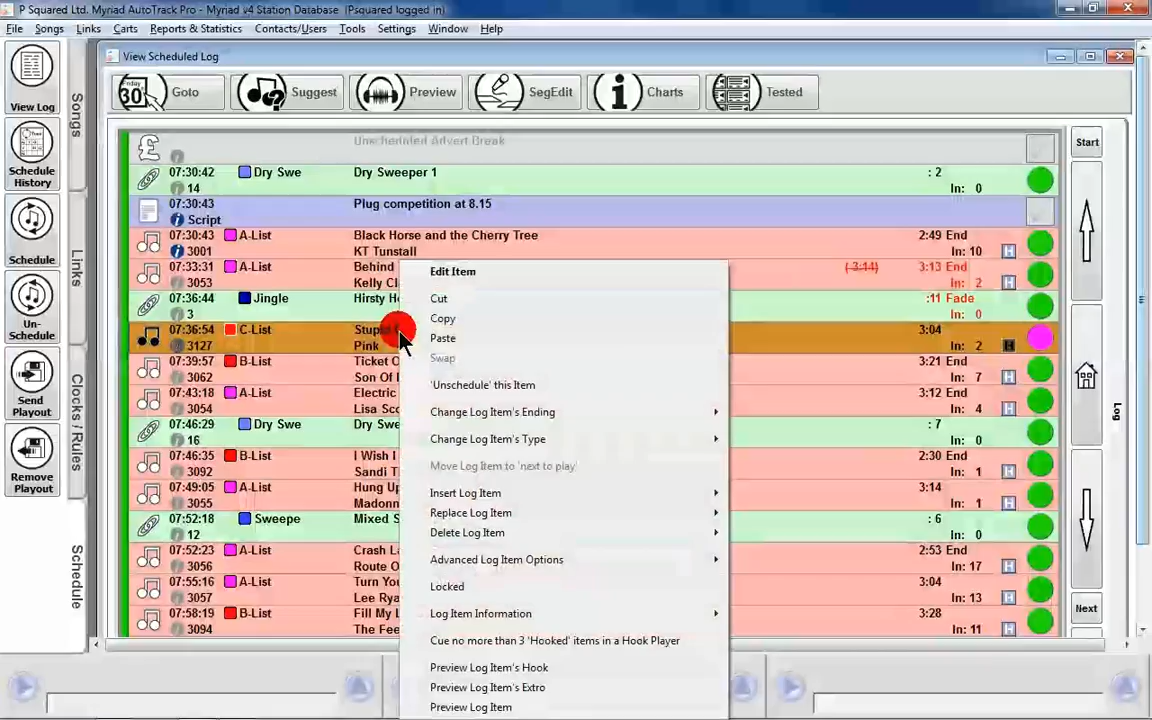 P Squared Ltd. Myriad AutoTrack Pro - Myriad v4 Station Database (Psquared logged in)
File Songs Links Carts Reports & Statistics Contacts/Users Tools Settings Window Help
View Scheduled Log
View Log
Schedule History
Schedule
Un-Schedule
Send Playout
Remove Playout
Songs
Links
Clocks / Rules
Schedule
Friday 30 Goto Suggest Preview SegEdit Charts Tested
Unscheduled Advert Break
07:30:42 Dry Swe Dry Sweeper 1 : 2
14 In: 0
07:30:43 Plug competition at 8.15
Script
07:30:43 A-List Black Horse and the Cherry Tree 2:49 End
3001 KT Tunstall In: 10 H
07:33:31 A-List Behind (-3:14) 3:13 End
3053 Kelly Cl In: 2 H
07:36:44 Jingle Hirsty H :11 Fade
3 In: 0
07:36:54 C-List Stupi 3:04
3127 Pink In: 2 H
07:39:57 B-List Ticket O 3:21 End
3062 Son Of In: 7 H
07:43:18 A-List Electric 3:12 End
3054 Lisa Sco In: 4 H
07:46:29 Dry Swe Dry Swe : 7
16 In: 0
07:46:35 B-List I Wish I 2:30 End
3092 Sandi T In: 1 H
07:49:05 A-List Hung Up 3:14
3055 Madonn In: 1 H
07:52:18 Sweepe Mixed S : 6
12 In: 0
07:52:23 A-List Crash L 2:53 End
3056 Route O In: 17 H
07:55:16 A-List Turn You 3:04
3089 Lee Rya In: 13 H
07:58:19 B-List Fill My L 3:28
3094 The Fee In: 11 H
Edit Item
Cut
Copy
Paste
Swap
'Unschedule' this Item
Change Log Item's Ending
Change Log Item's Type
Move Log Item to 'next to play'
Insert Log Item
Replace Log Item
Delete Log Item
Advanced Log Item Options
Locked
Log Item Information
Cue no more than 3 'Hooked' items in a Hook Player
Preview Log Item's Hook
Preview Log Item's Extro
Preview Log Item
Start
Next
Log